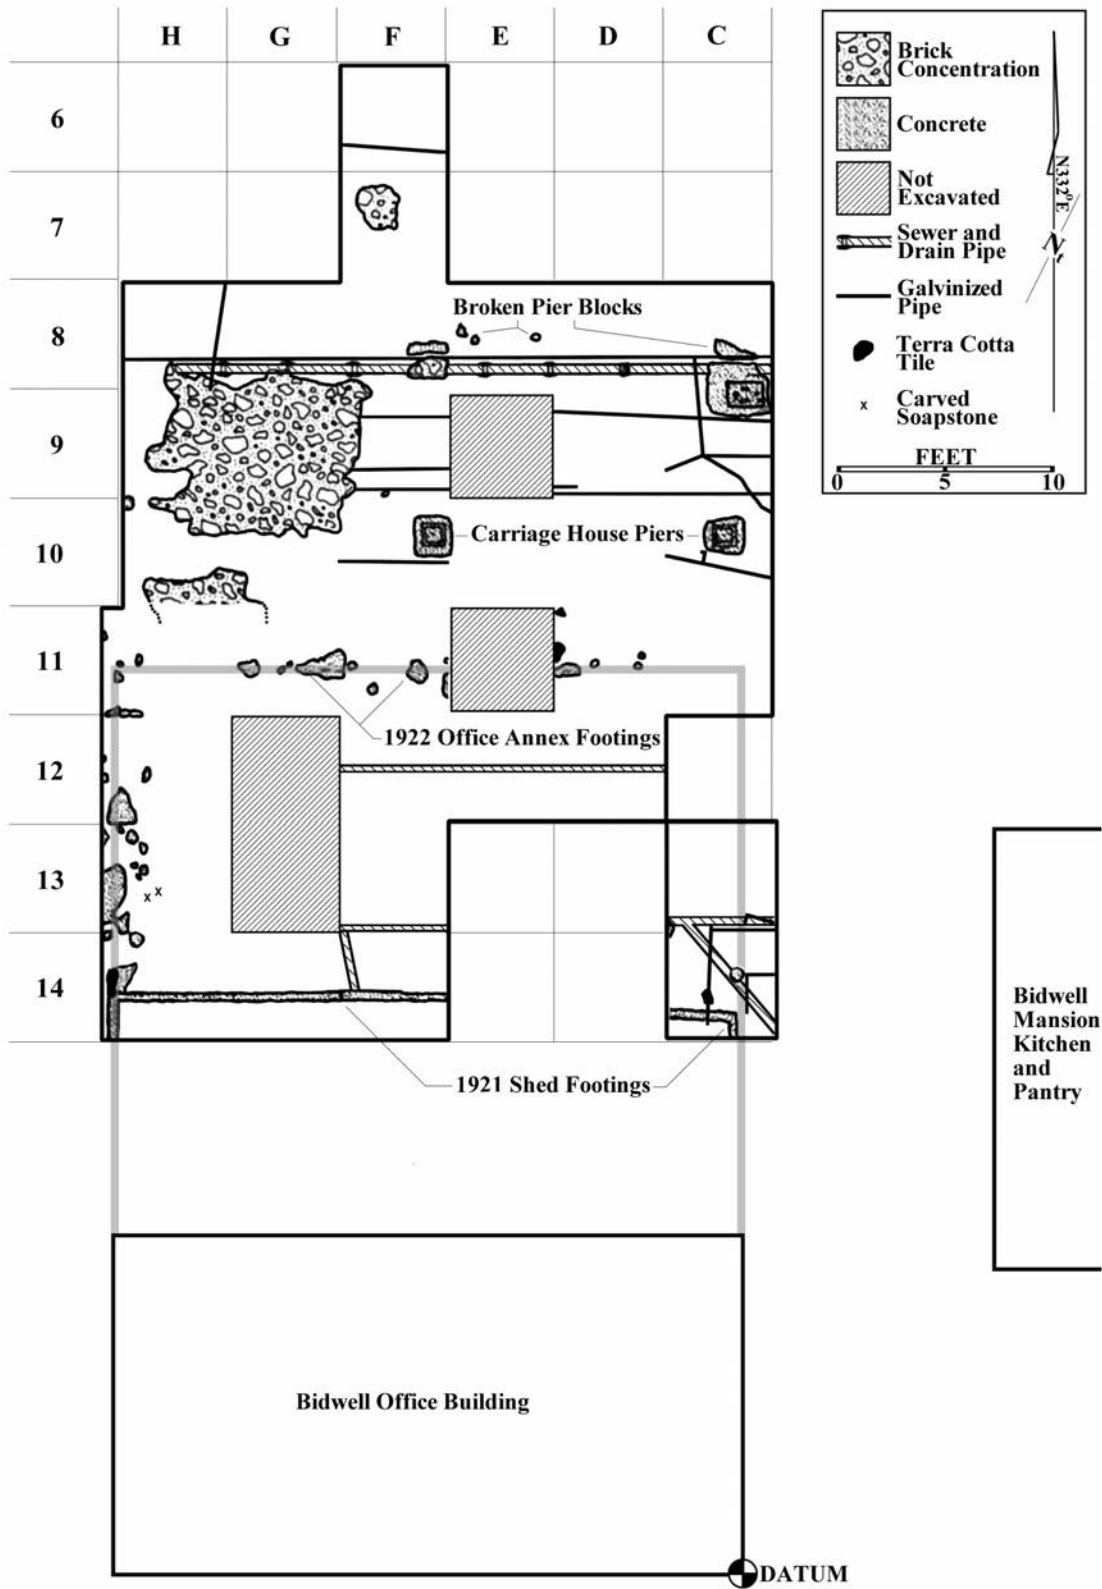 H G F E D C
6
7
8
9
10
11
12
13
14
Broken Pier Blocks
Carriage House Piers
1922 Office Annex Footings
1921 Shed Footings
Bidwell Office Building
DATUM
Bidwell
Mansion
Kitchen
and
Pantry
Brick
Concentration
Concrete
Not
Excavated
Sewer and
Drain Pipe
Galvinized
Pipe
Terra Cotta
Tile
x Carved
Soapstone
N332°E
N
FEET
0 5 10
x x